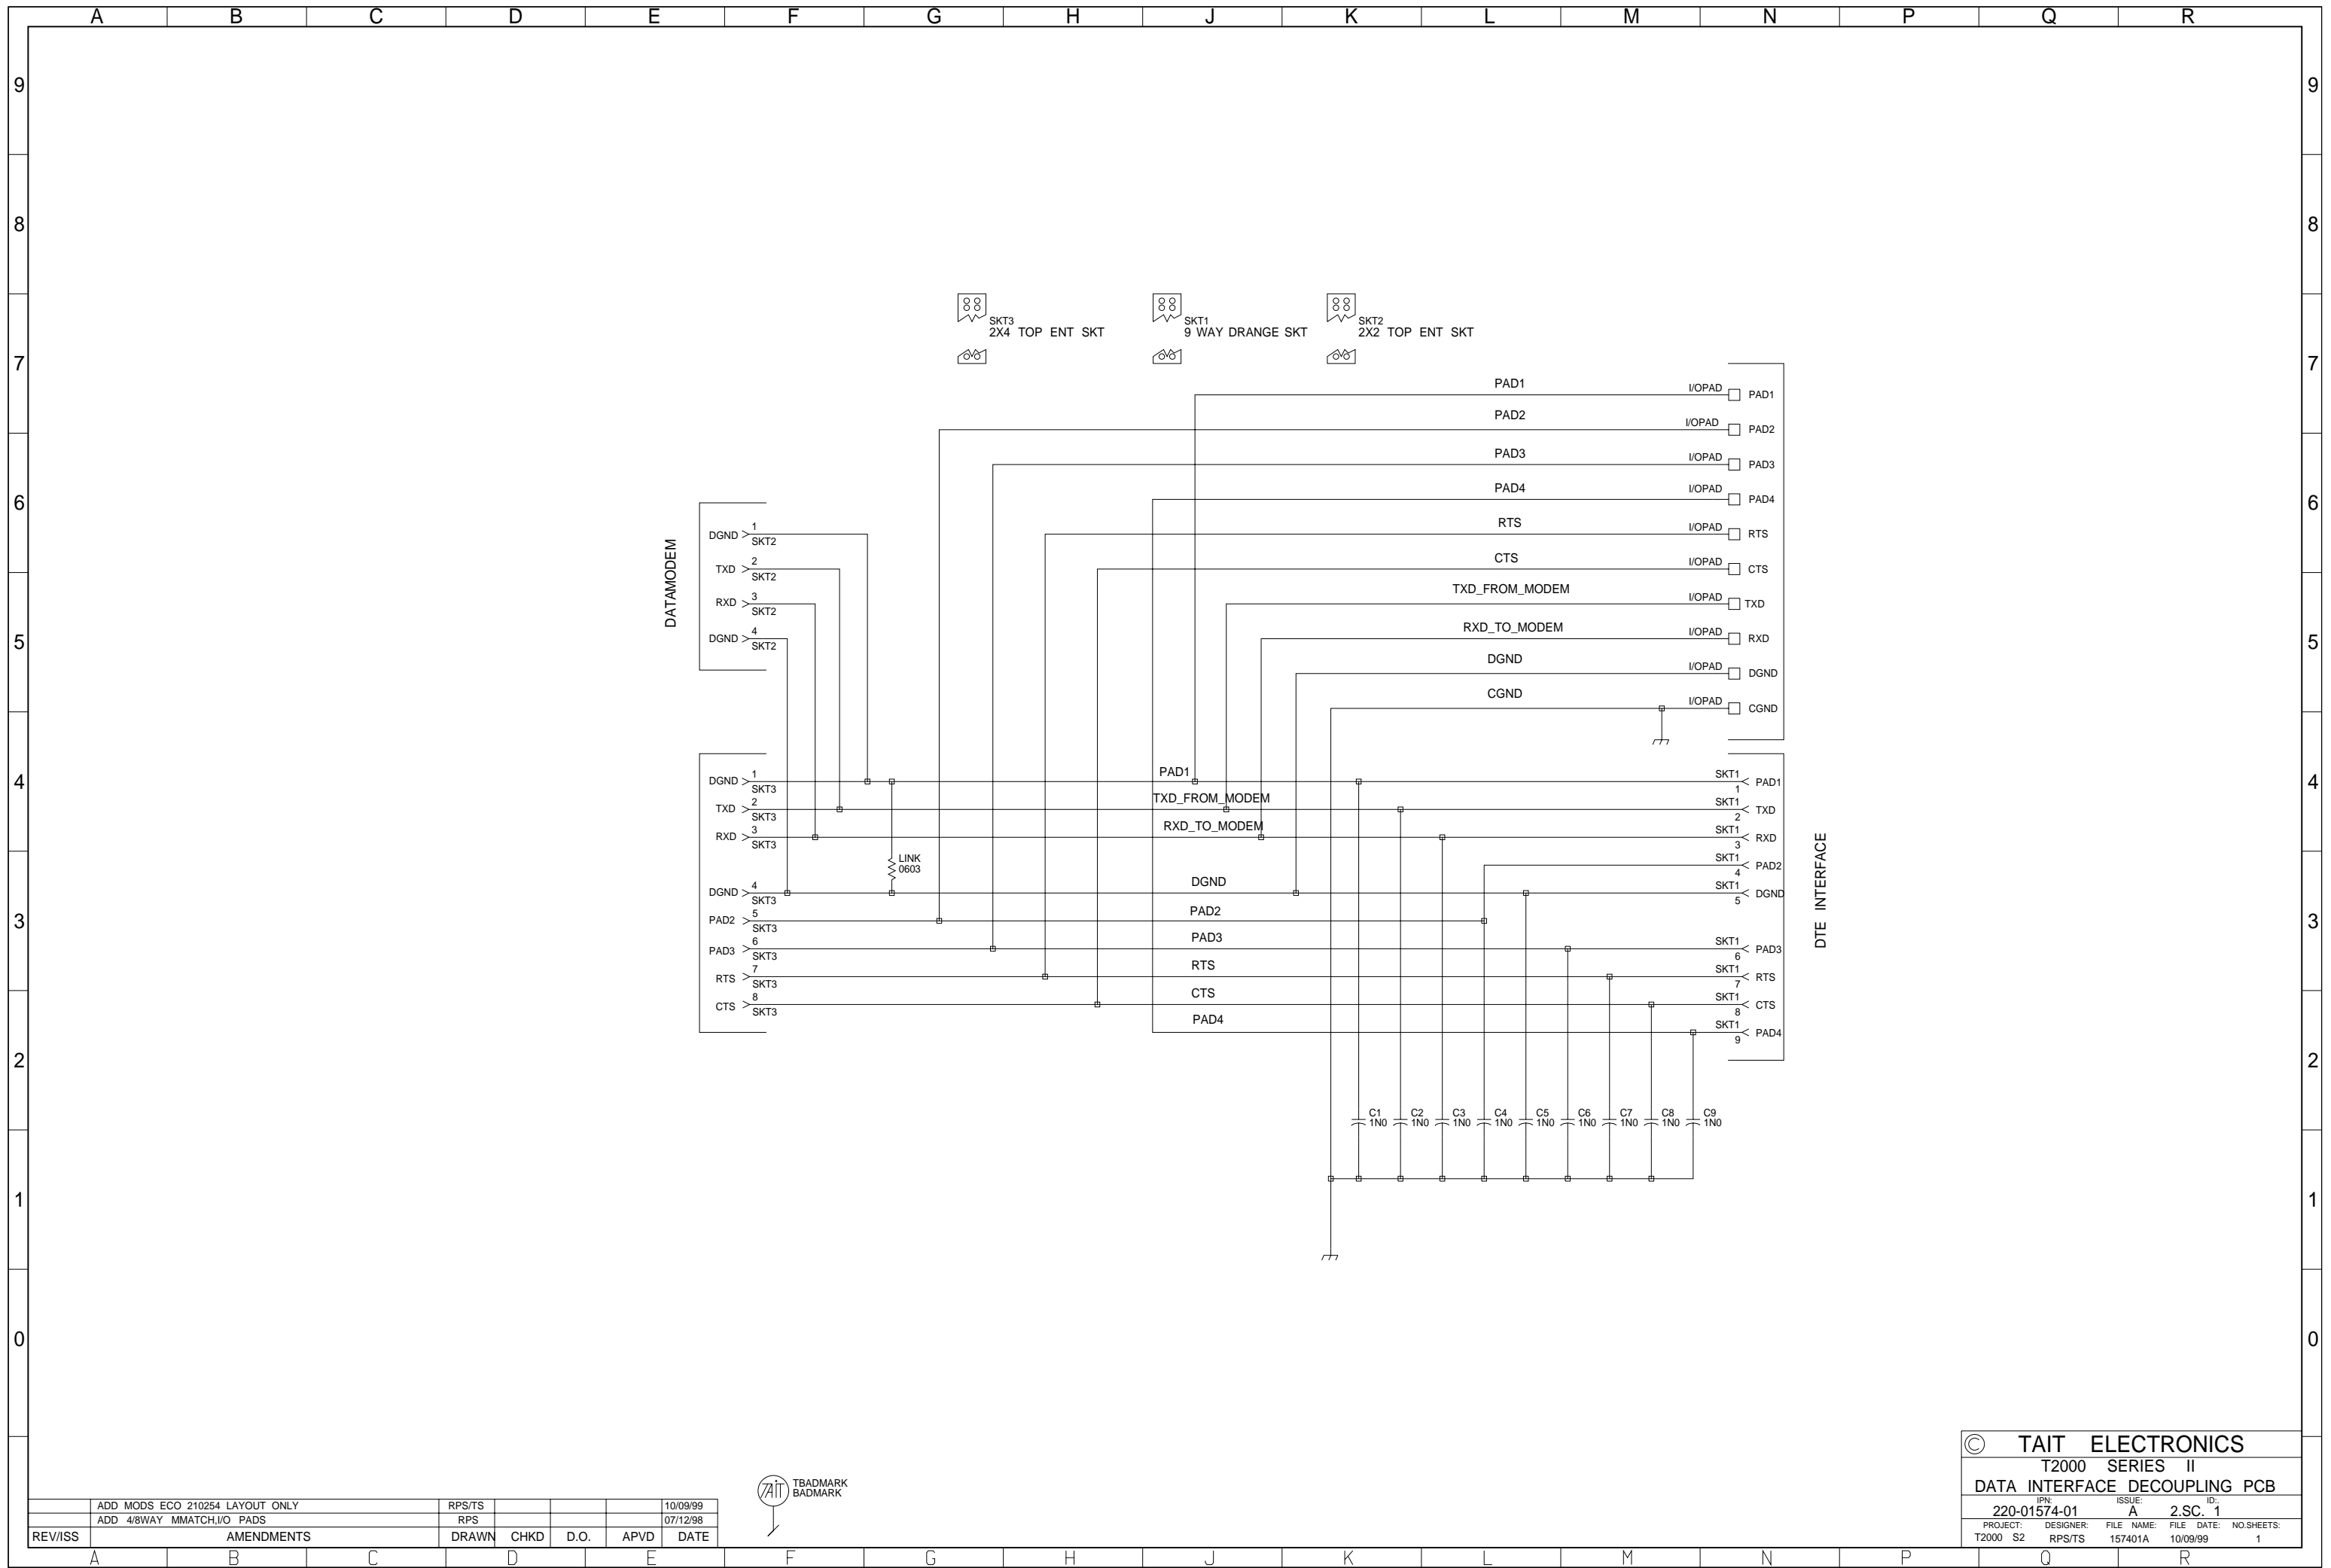 A B C D E F G H J K L M N P Q R
9 9
8 8
SKT3
2X4 TOP ENT SKT
SKT1
9 WAY DRANGE SKT
SKT2
2X2 TOP ENT SKT
7 7
PAD1 I/OPAD PAD1
PAD2 I/OPAD PAD2
PAD3 I/OPAD PAD3
PAD4 I/OPAD PAD4
6 6
RTS I/OPAD RTS
CTS I/OPAD CTS
TXD_FROM_MODEM I/OPAD TXD
RXD_TO_MODEM I/OPAD RXD
DGND I/OPAD DGND
CGND I/OPAD CGND
DATAMODEM
DGND 1 SKT2
TXD 2 SKT2
RXD 3 SKT2
DGND 4 SKT2
5 5
4 4
DGND 1 SKT3 PAD1 SKT1 1 PAD1
TXD 2 SKT3 TXD_FROM_MODEM SKT1 2 TXD
RXD 3 SKT3 RXD_TO_MODEM SKT1 3 RXD
LINK
0603
SKT1 4 PAD2
DGND 4 SKT3 DGND SKT1 5 DGND
PAD2 5 SKT3 PAD2
PAD3 6 SKT3 PAD3 SKT1 6 PAD3
RTS 7 SKT3 RTS SKT1 7 RTS
CTS 8 SKT3 CTS SKT1 8 CTS
PAD4 SKT1 9 PAD4
DTE INTERFACE
3 3
2 2
C1 C2 C3 C4 C5 C6 C7 C8 C9
1N0 1N0 1N0 1N0 1N0 1N0 1N0 1N0 1N0
1 1
0 0
TAIT
TBADMARK
BADMARK
ADD MODS ECO 210254 LAYOUT ONLY RPS/TS 10/09/99
ADD 4/8WAY MMATCH,I/O PADS RPS 07/12/98
REV/ISS AMENDMENTS DRAWN CHKD D.O. APVD DATE
© TAIT ELECTRONICS
T2000 SERIES II
DATA INTERFACE DECOUPLING PCB
IPN: ISSUE: ID:.
220-01574-01 A 2.SC. 1
PROJECT: DESIGNER: FILE NAME: FILE DATE: NO.SHEETS:
T2000 S2 RPS/TS 157401A 10/09/99 1
A B C D E F G H J K L M N P Q R